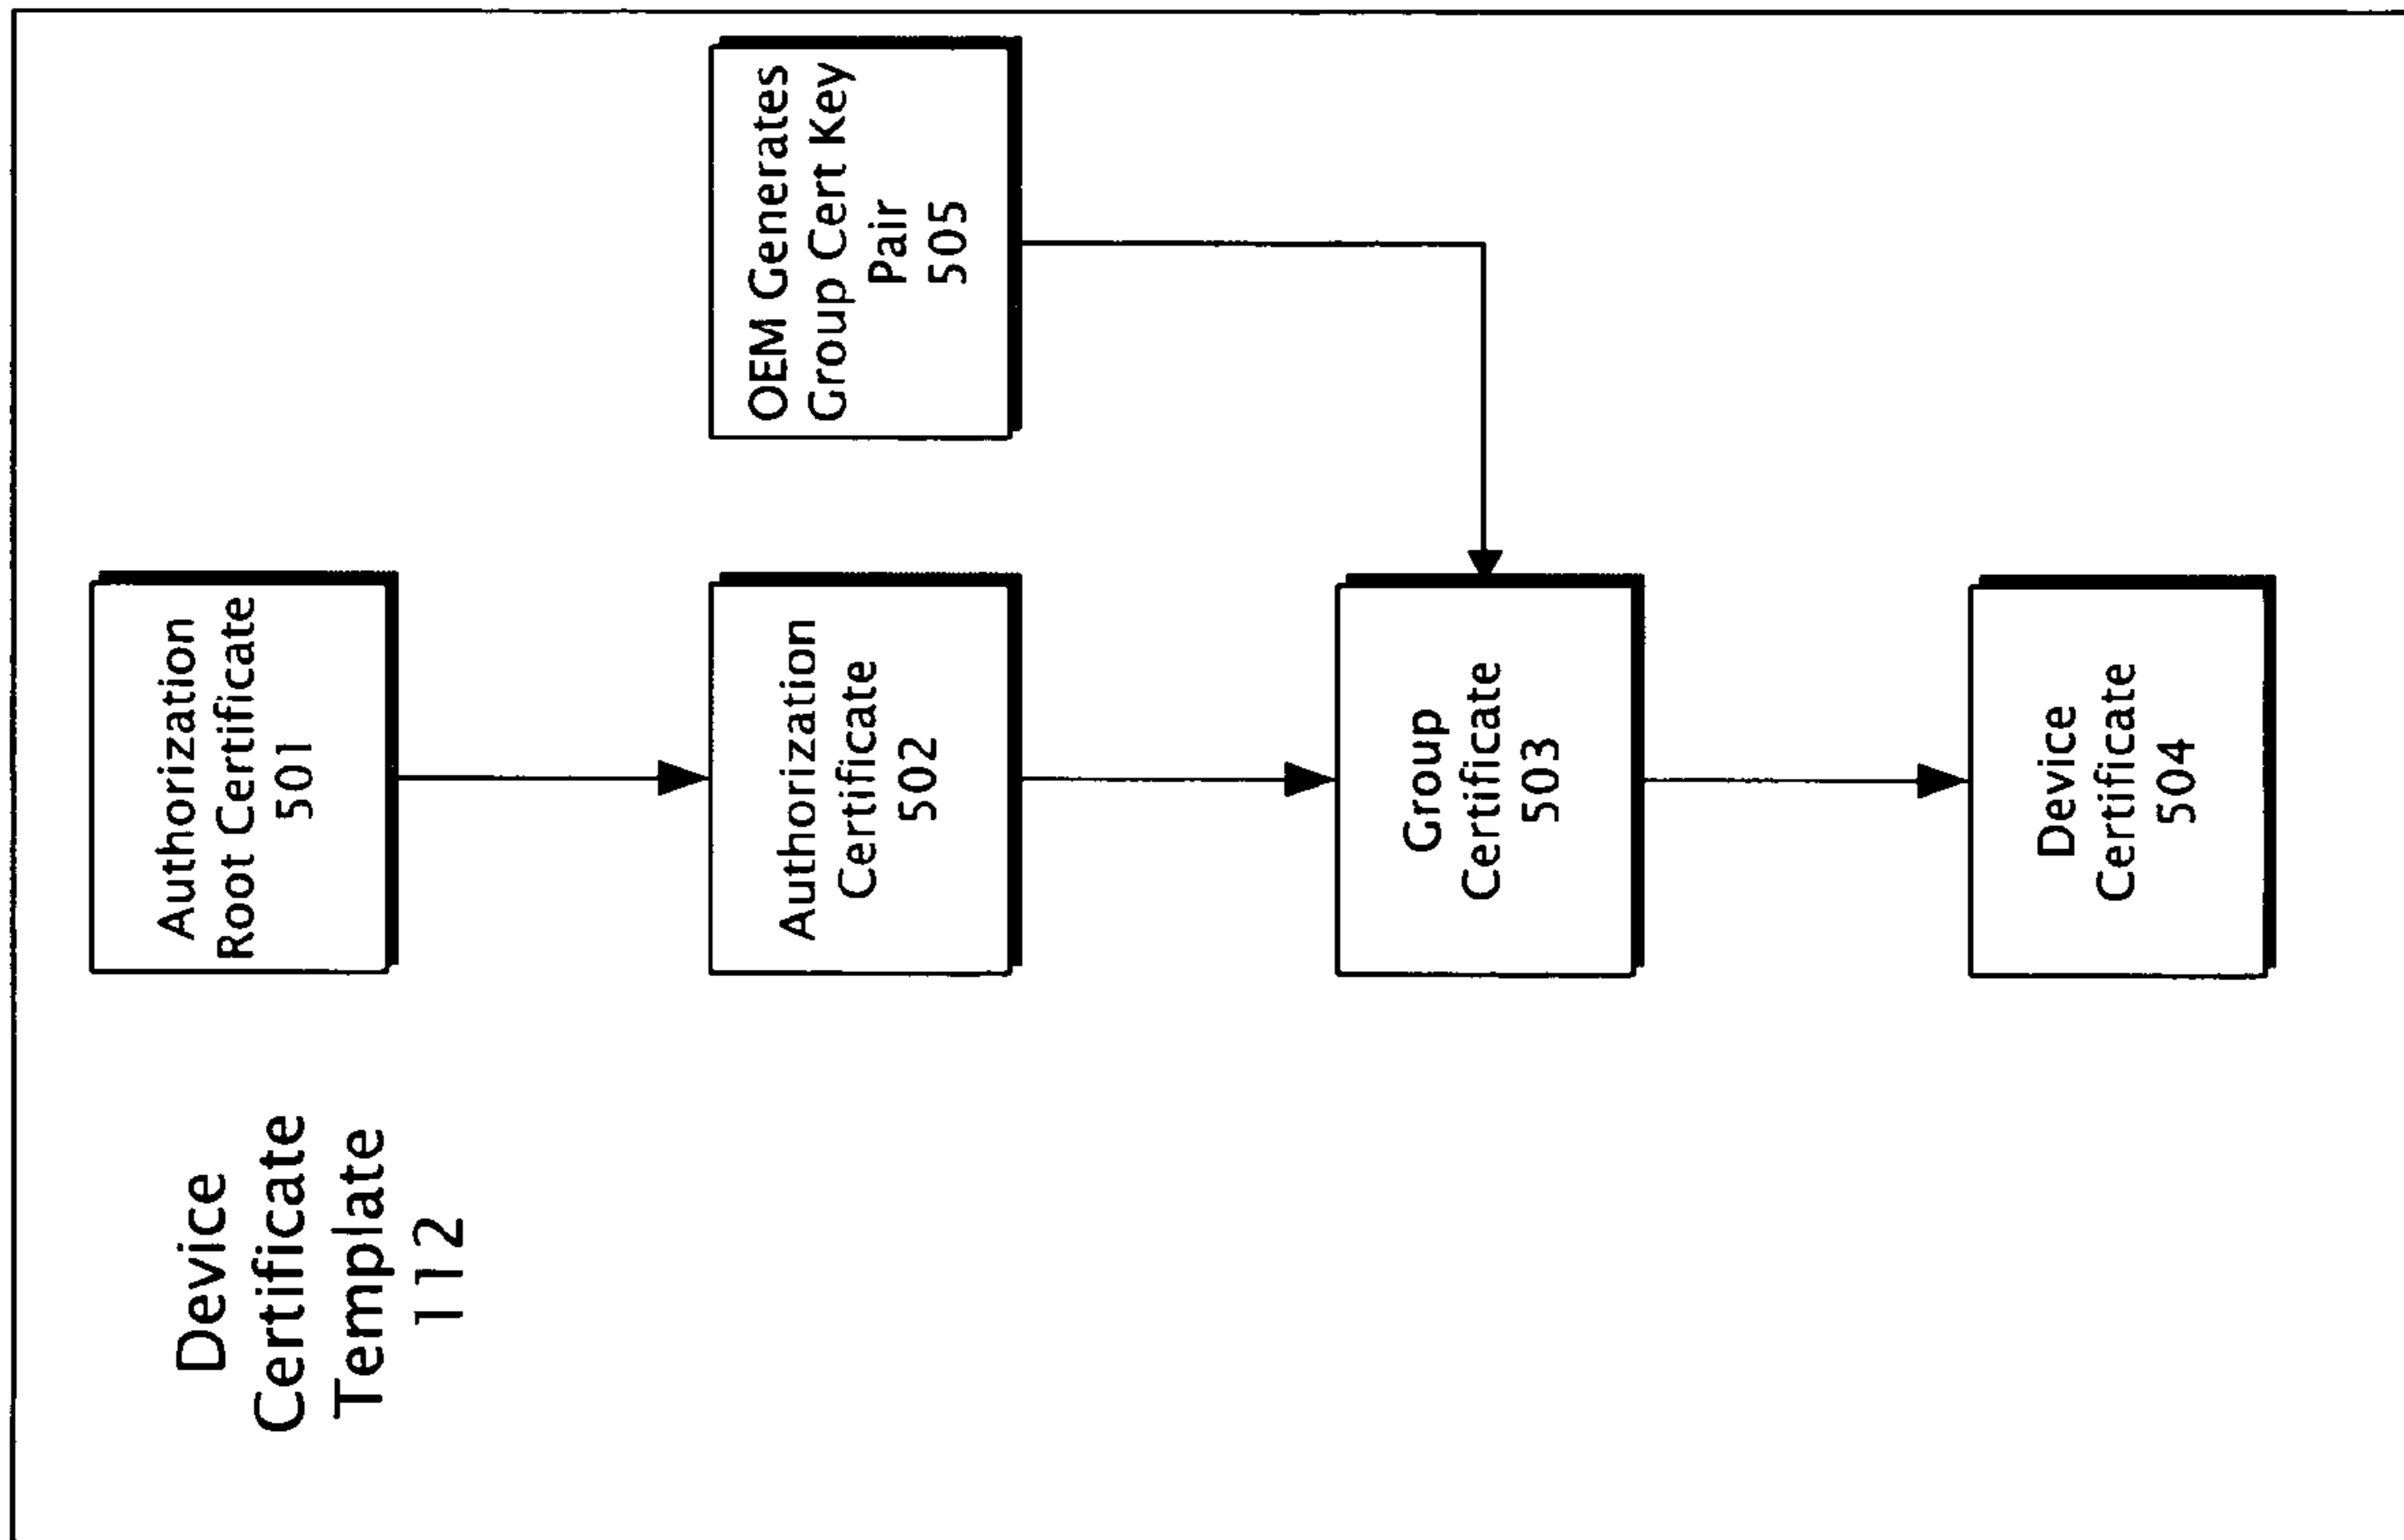 Device
Certificate
Template
112
Authorization
Root Certificate
501
Authorization
Certificate
502
OEM Generates
Group Cert Key
Pair
505
Group
Certificate
503
Device
Certificate
504